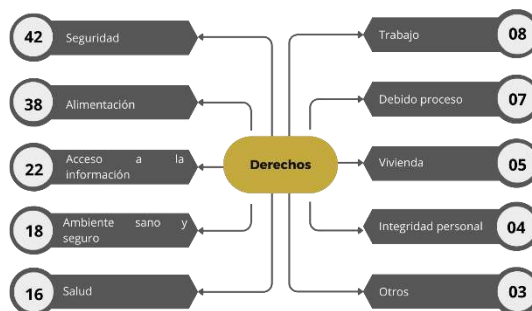 42 Seguridad
38 Alimentación
22 Acceso a la
información
18 Ambiente sano y
seguro
16 Salud
Derechos
Trabajo 08
Debido proceso 07
Vivienda 05
Integridad personal 04
Otros 03